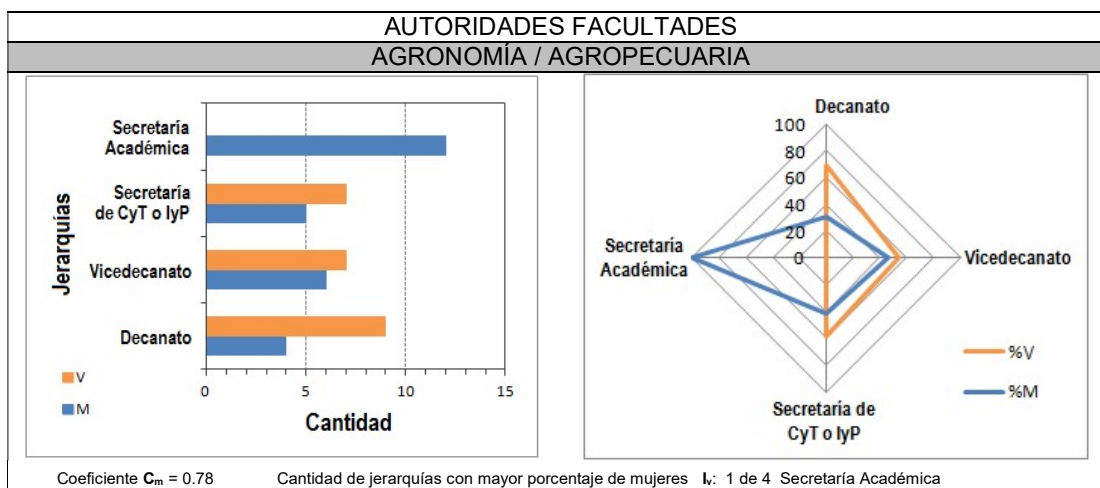 AUTORIDADES FACULTADES
AGRONOMÍA / AGROPECUARIA
Jerarquías
Secretaría
Académica
Secretaría
de CyT o IyP
Vicedecanato
Decanato
V
M
0 5 10 15
Cantidad
Decanato
100
80
60
40
20
0
Secretaría
Académica
Vicedecanato
Secretaría de
CyT o IyP
%V
%M
Coeficiente Cm = 0.78 Cantidad de jerarquías con mayor porcentaje de mujeres Iv: 1 de 4 Secretaría Académica